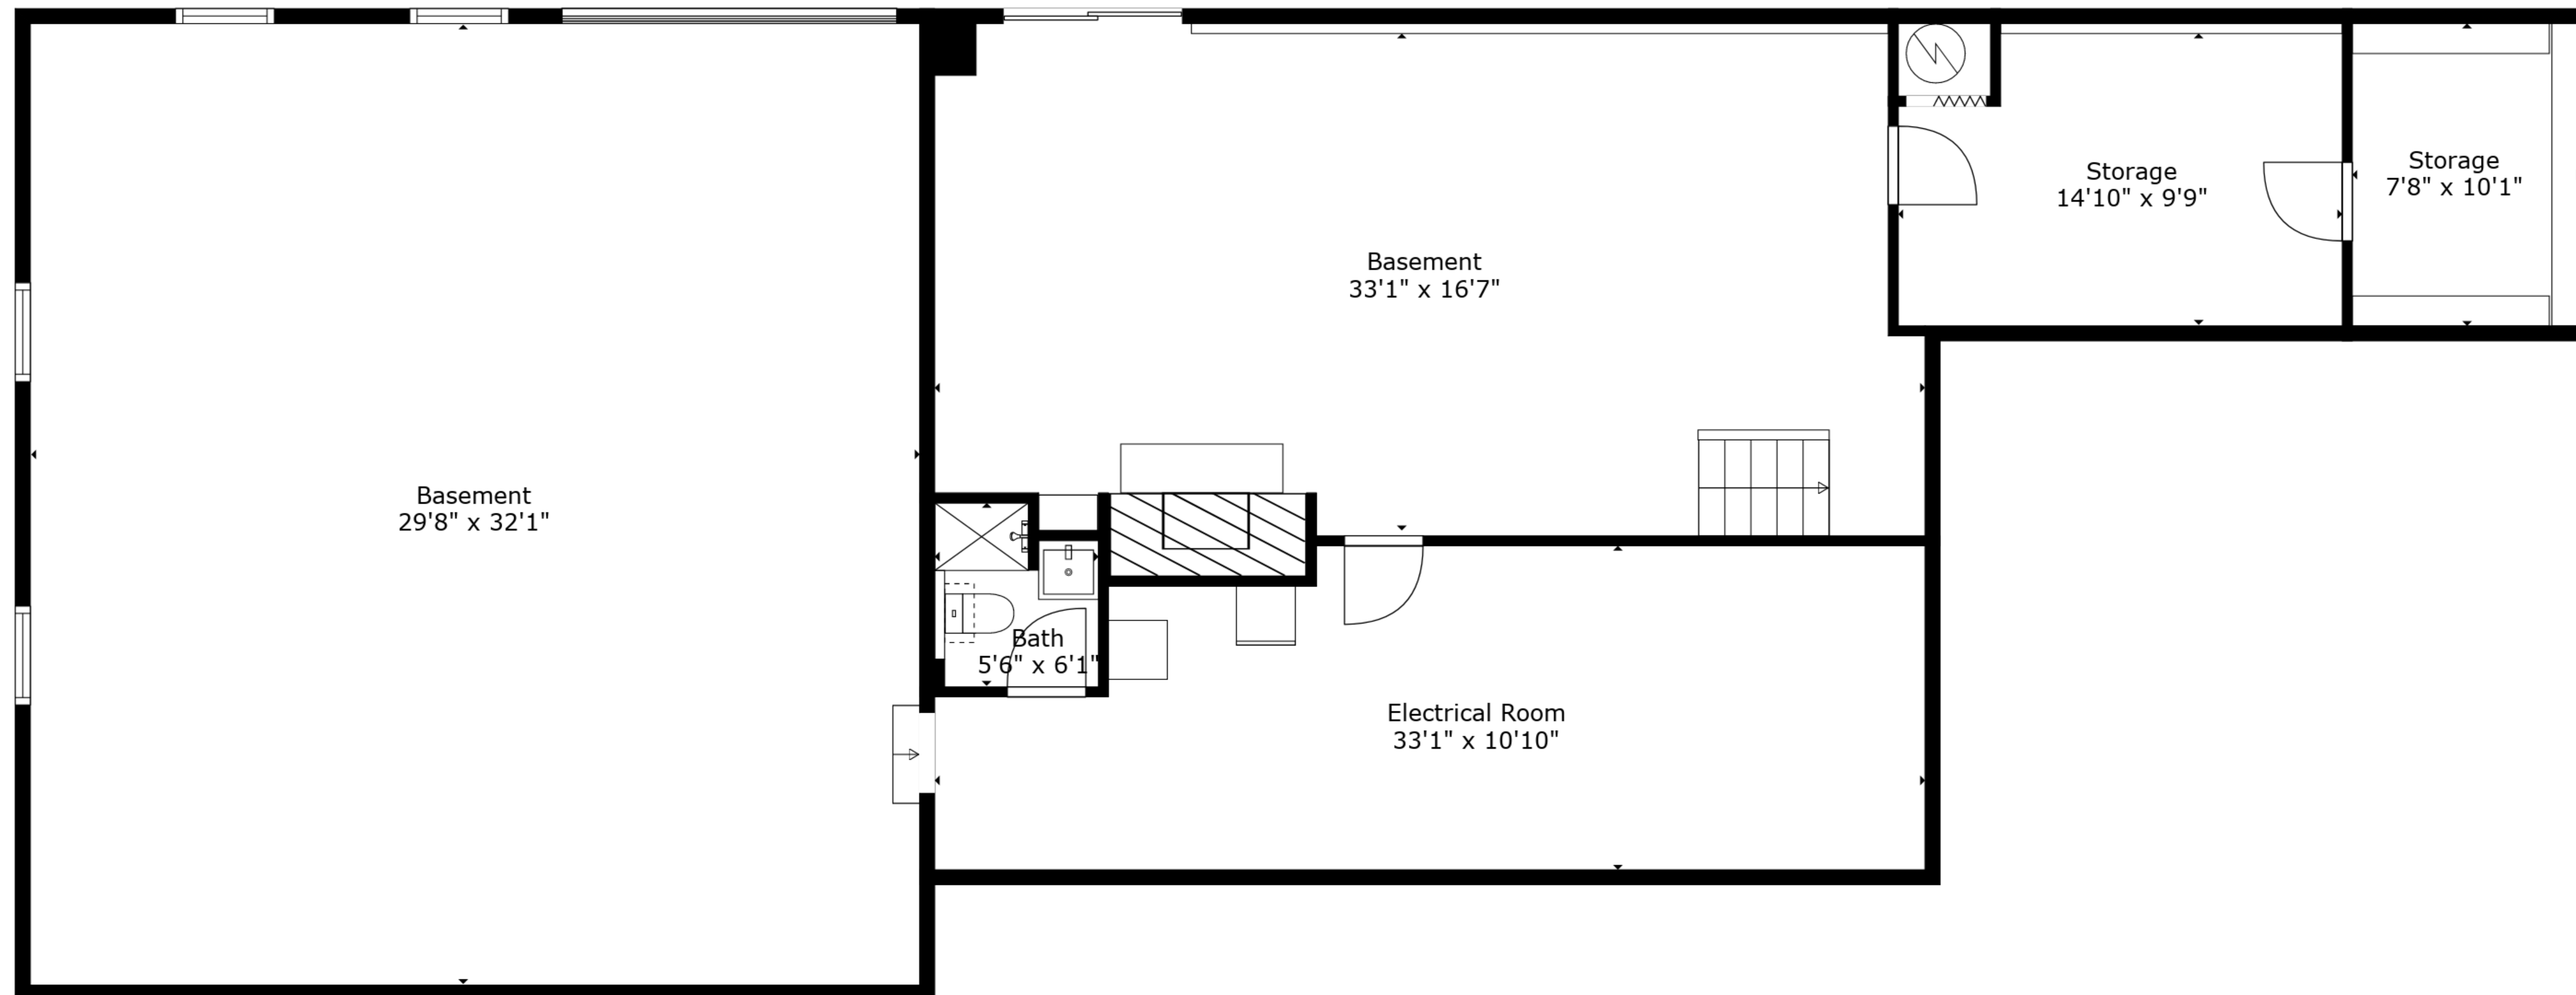 Storage
7'8" x 10'1"
Storage
14'10" x 9'9"
Basement
33'1" x 16'7"
Basement
29'8" x 32'1"
Bath
5'6" x 6'1"
Electrical Room
33'1" x 10'10"